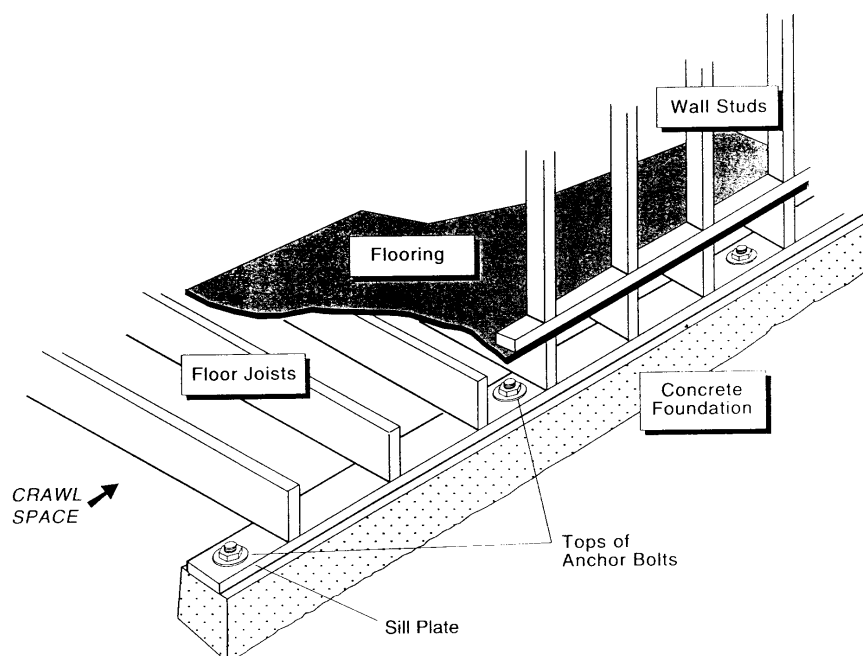 Wall Studs
Flooring
Floor Joists
Concrete
Foundation
CRAWL
SPACE
Tops of
Anchor Bolts
Sill Plate